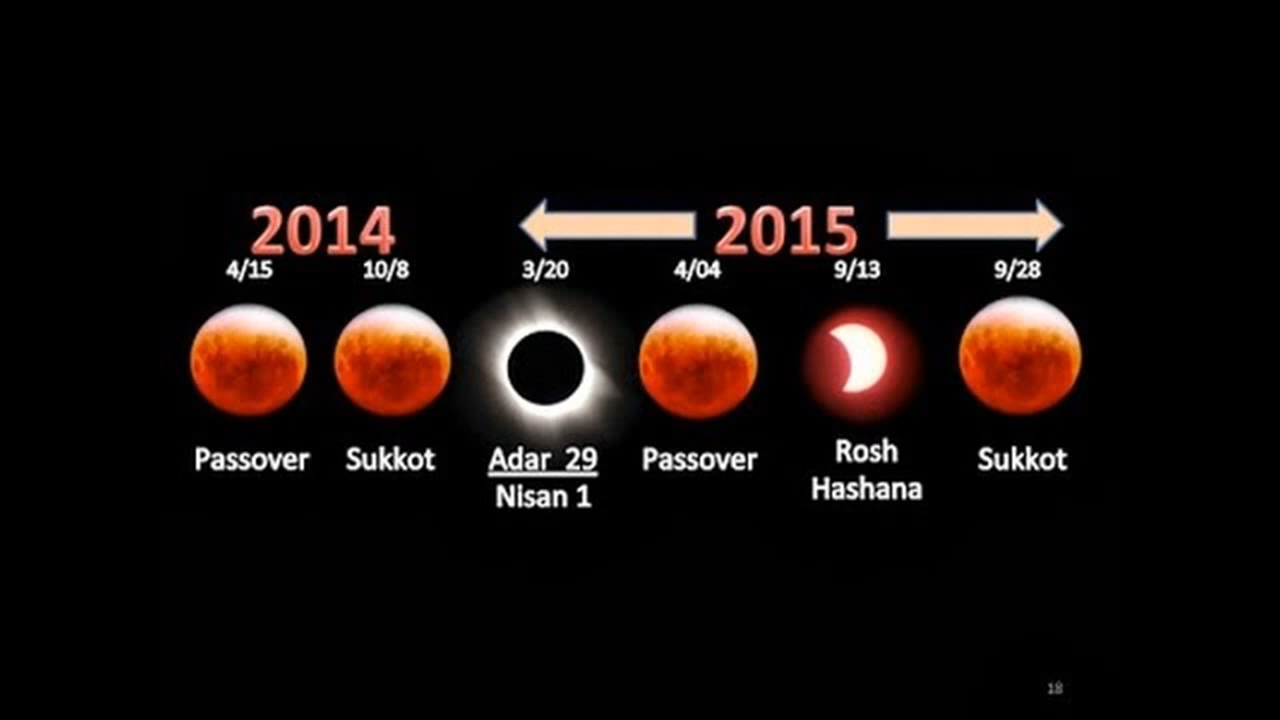 2014
2015
4/15
10/8
3/20
4/04
9/13
9/28
Passover
Sukkot
Adar 29
Nisan 1
Passover
Rosh
Hashana
Sukkot
18